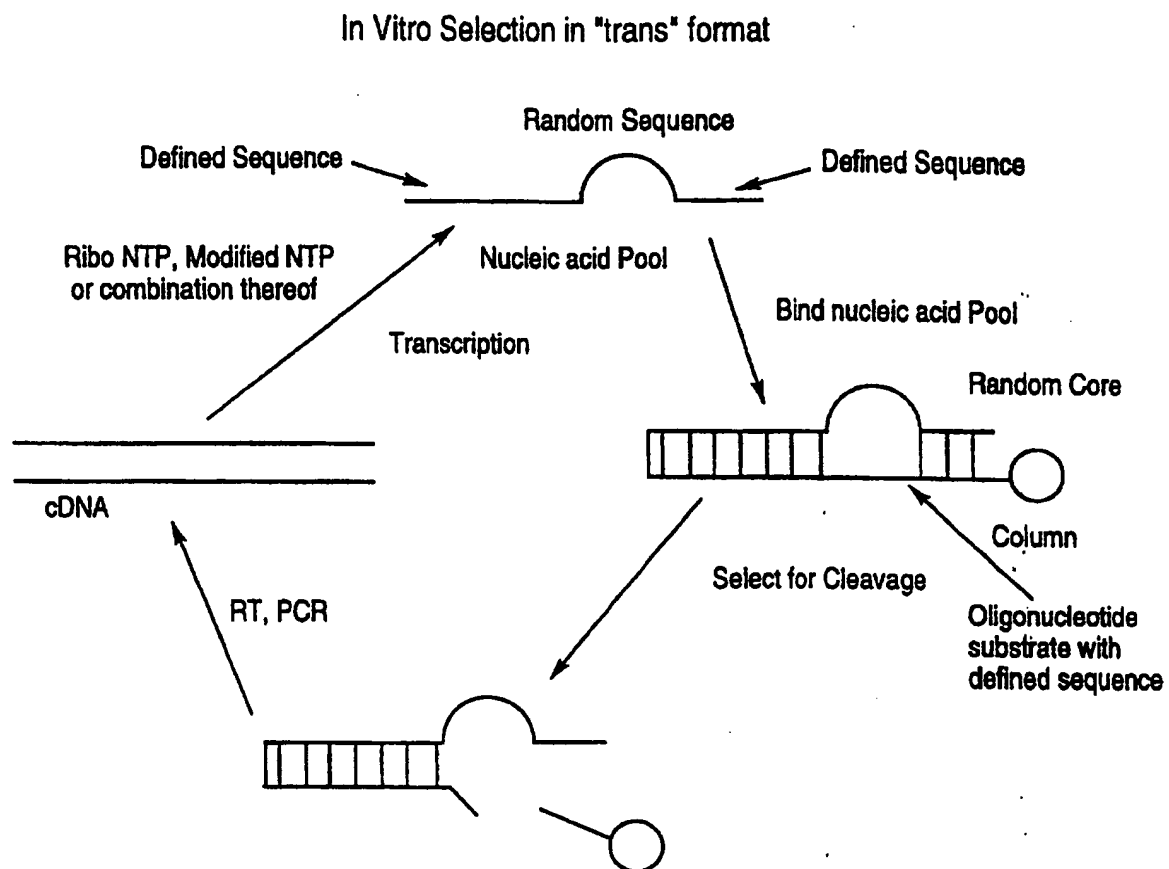 In Vitro Selection in "trans" format
Random Sequence
Defined Sequence
Defined Sequence
Ribo NTP, Modified NTP
or combination thereof
Nucleic acid Pool
Transcription
Bind nucleic acid Pool
Random Core
cDNA
Column
Select for Cleavage
Oligonucleotide
substrate with
defined sequence
RT, PCR